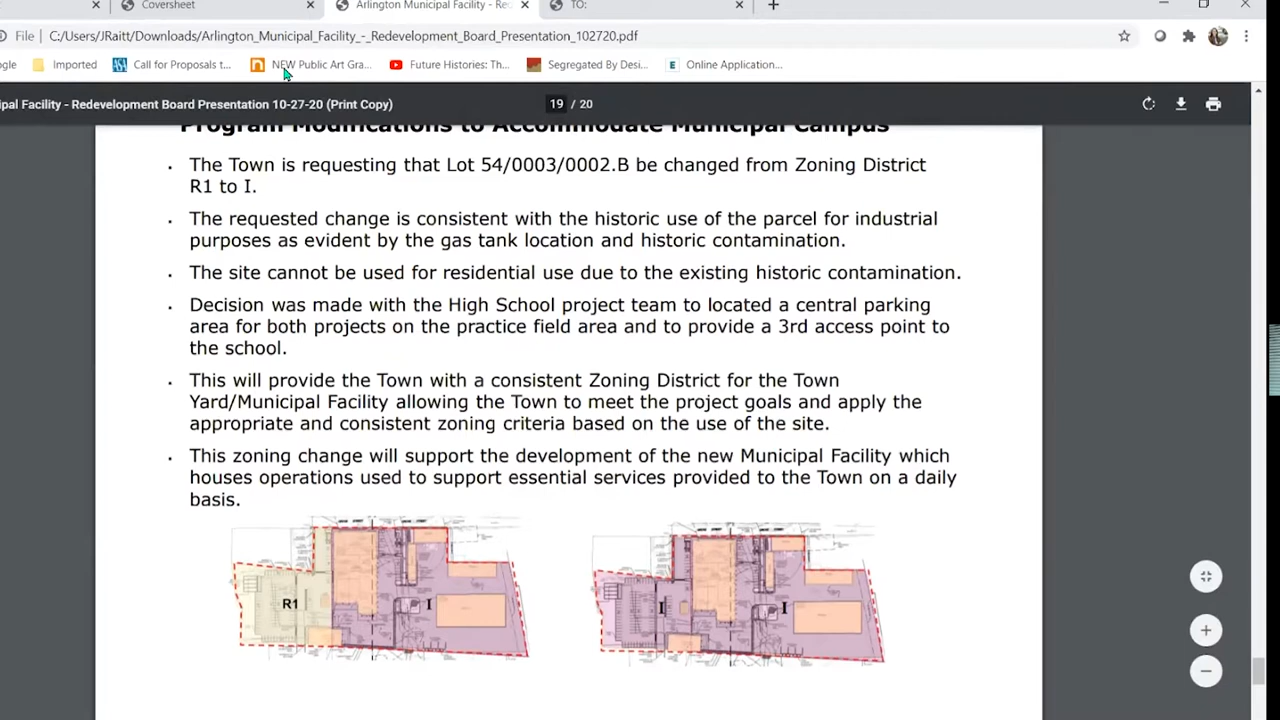 Coversheet
Arlington Municipal Facility - Re
TO:
File
C:/Users/JRaitt/Downloads/Arlington_Municipal_Facility_-_Redevelopment_Board_Presentation_102720.pdf
Imported
Call for Proposals t...
NEW Public Art Gra...
Future Histories: Th...
Segregated By Desi...
Online Application...
ipal Facility - Redevelopment Board Presentation 10-27-20 (Print Copy)
19 / 20
Program Modifications to Accommodate Municipal Campus
• The Town is requesting that Lot 54/0003/0002.B be changed from Zoning District
R1 to I.
• The requested change is consistent with the historic use of the parcel for industrial
purposes as evident by the gas tank location and historic contamination.
• The site cannot be used for residential use due to the existing historic contamination.
• Decision was made with the High School project team to located a central parking
area for both projects on the practice field area and to provide a 3rd access point to
the school.
• This will provide the Town with a consistent Zoning District for the Town
Yard/Municipal Facility allowing the Town to meet the project goals and apply the
appropriate and consistent zoning criteria based on the use of the site.
• This zoning change will support the development of the new Municipal Facility which
houses operations used to support essential services provided to the Town on a daily
basis.
R1
I
I
I